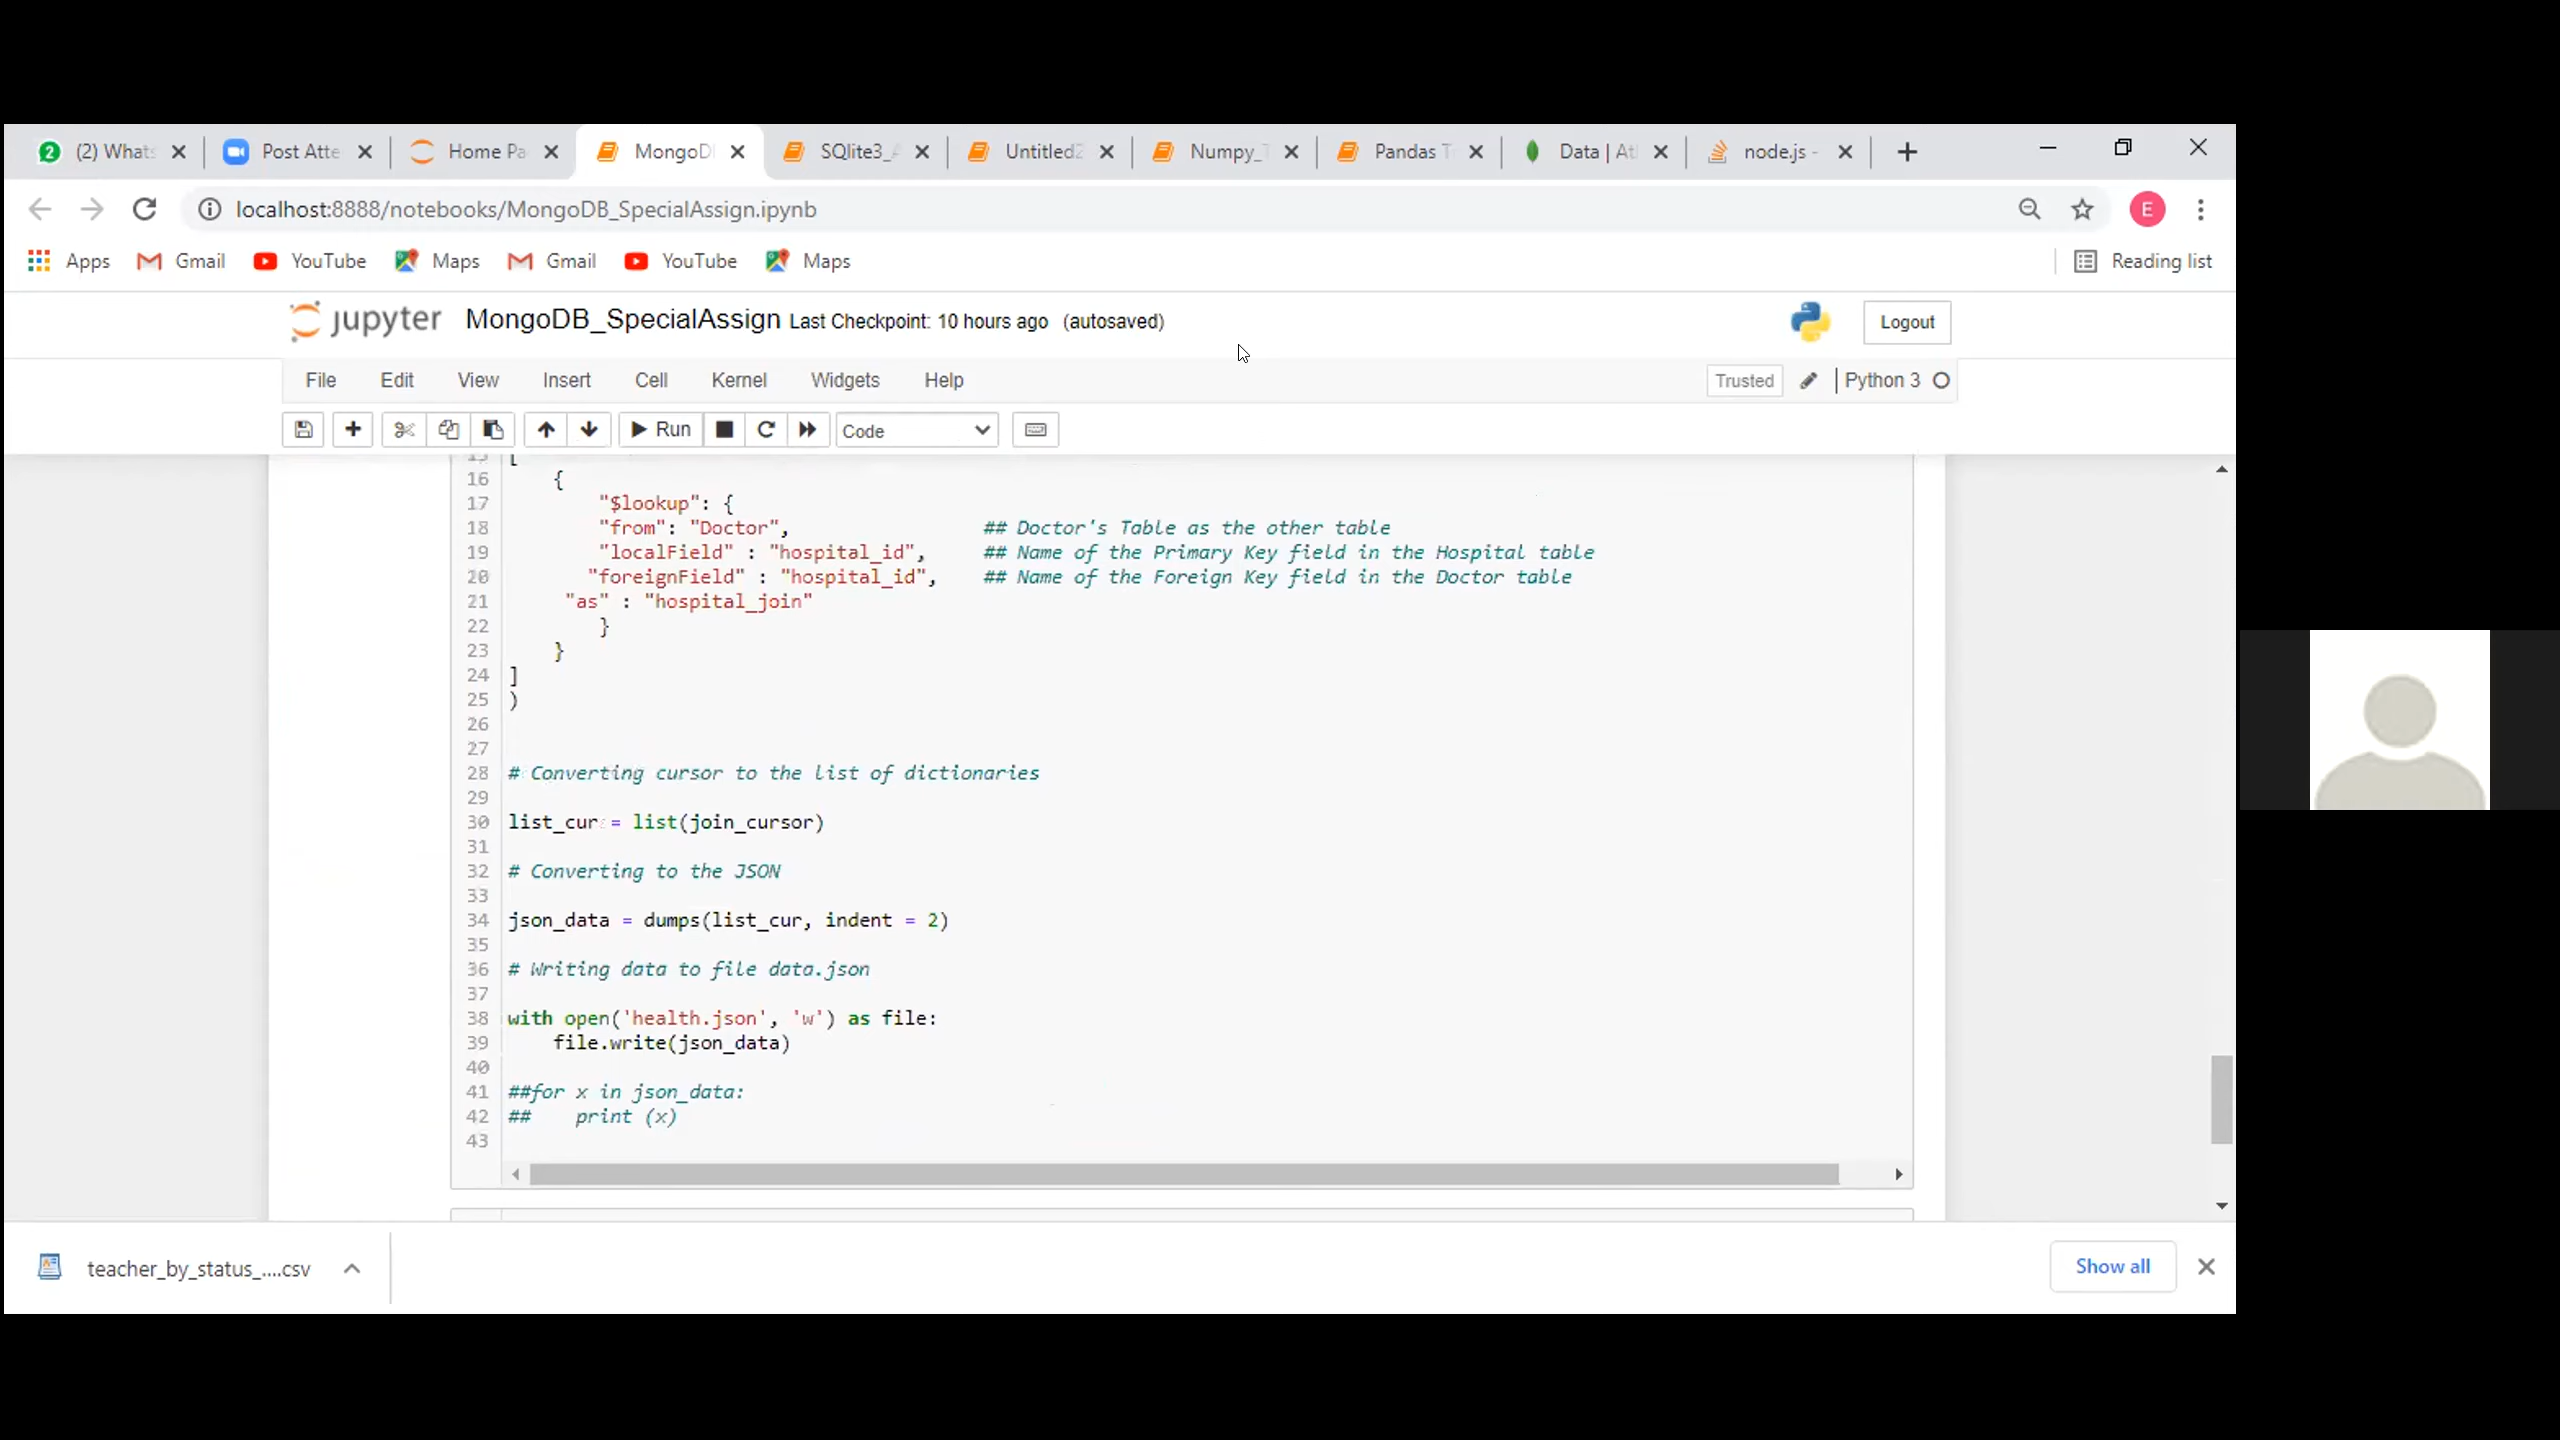 2 (2) Whats Post Atte Home Pa MongoD SQlite3_A Untitled2 Numpy_T Pandas T Data | Atl node.js -
localhost:8888/notebooks/MongoDB_SpecialAssign.ipynb E
Apps Gmail YouTube Maps Gmail YouTube Maps Reading list
jupyter MongoDB_SpecialAssign Last Checkpoint: 10 hours ago (autosaved) Logout
File Edit View Insert Cell Kernel Widgets Help Trusted Python 3
Run Code
15 [
16 {
17 "$lookup": {
18 "from": "Doctor", ## Doctor's Table as the other table
19 "localField" : "hospital_id", ## Name of the Primary Key field in the Hospital table
20 "foreignField" : "hospital_id", ## Name of the Foreign Key field in the Doctor table
21 "as" : "hospital_join"
22 }
23 }
24 ]
25 )
26
27
28 # Converting cursor to the list of dictionaries
29
30 list_cur = list(join_cursor)
31
32 # Converting to the JSON
33
34 json_data = dumps(list_cur, indent = 2)
35
36 # Writing data to file data.json
37
38 with open('health.json', 'w') as file:
39 file.write(json_data)
40
41 ##for x in json_data:
42 ## print (x)
43
teacher_by_status_....csv Show all